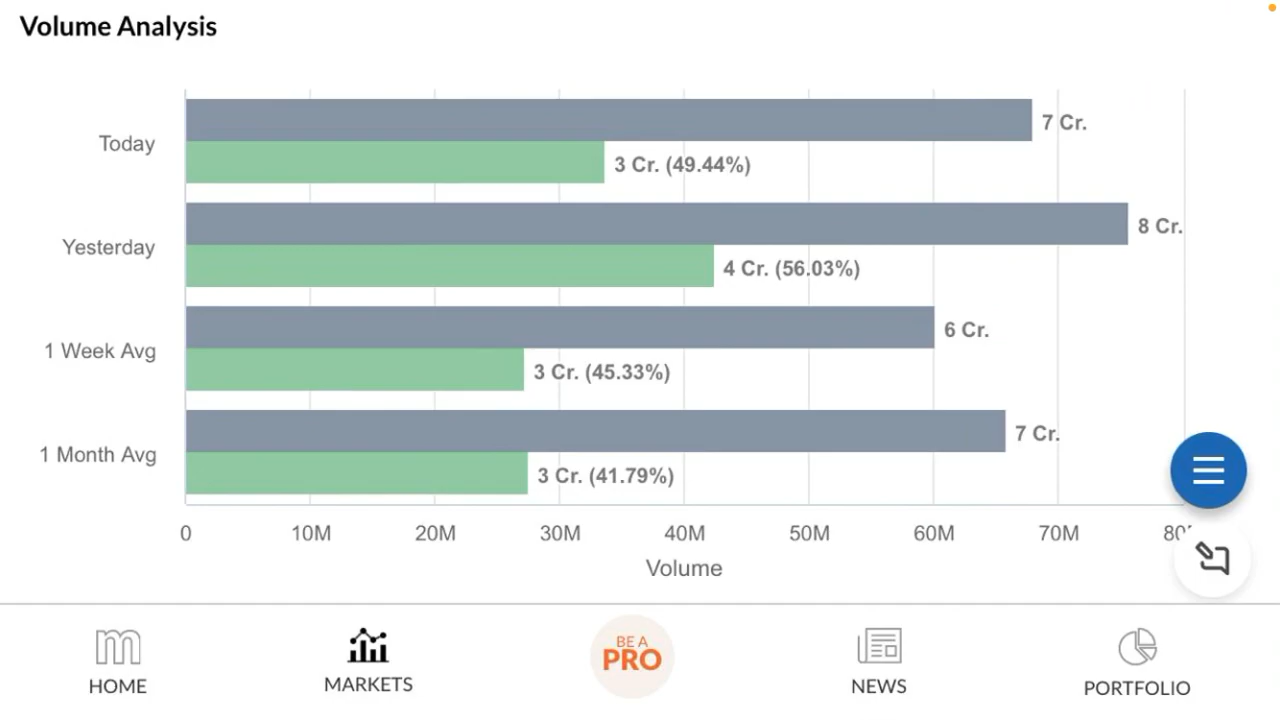 Volume Analysis
Today
7 Cr.
3 Cr. (49.44%)
Yesterday
8 Cr.
4 Cr. (56.03%)
1 Week Avg
6 Cr.
3 Cr. (45.33%)
1 Month Avg
7 Cr.
3 Cr. (41.79%)
0 10M 20M 30M 40M 50M 60M 70M
Volume
BE A
PRO
HOME MARKETS NEWS PORTFOLIO